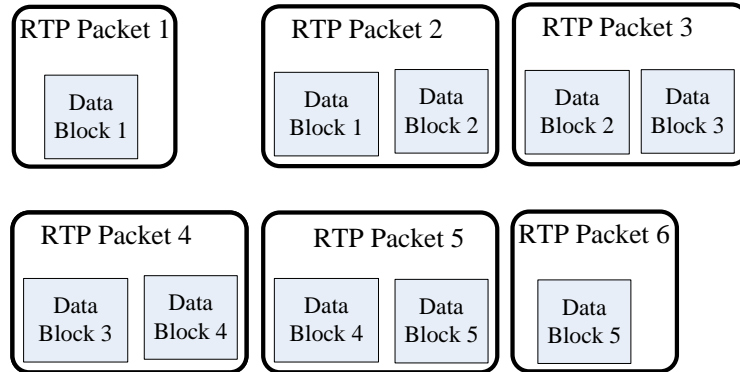 RTP Packet 1
Data
Block 1
RTP Packet 2
Data
Block 1
Data
Block 2
RTP Packet 3
Data
Block 2
Data
Block 3
RTP Packet 4
Data
Block 3
Data
Block 4
RTP Packet 5
Data
Block 4
Data
Block 5
RTP Packet 6
Data
Block 5